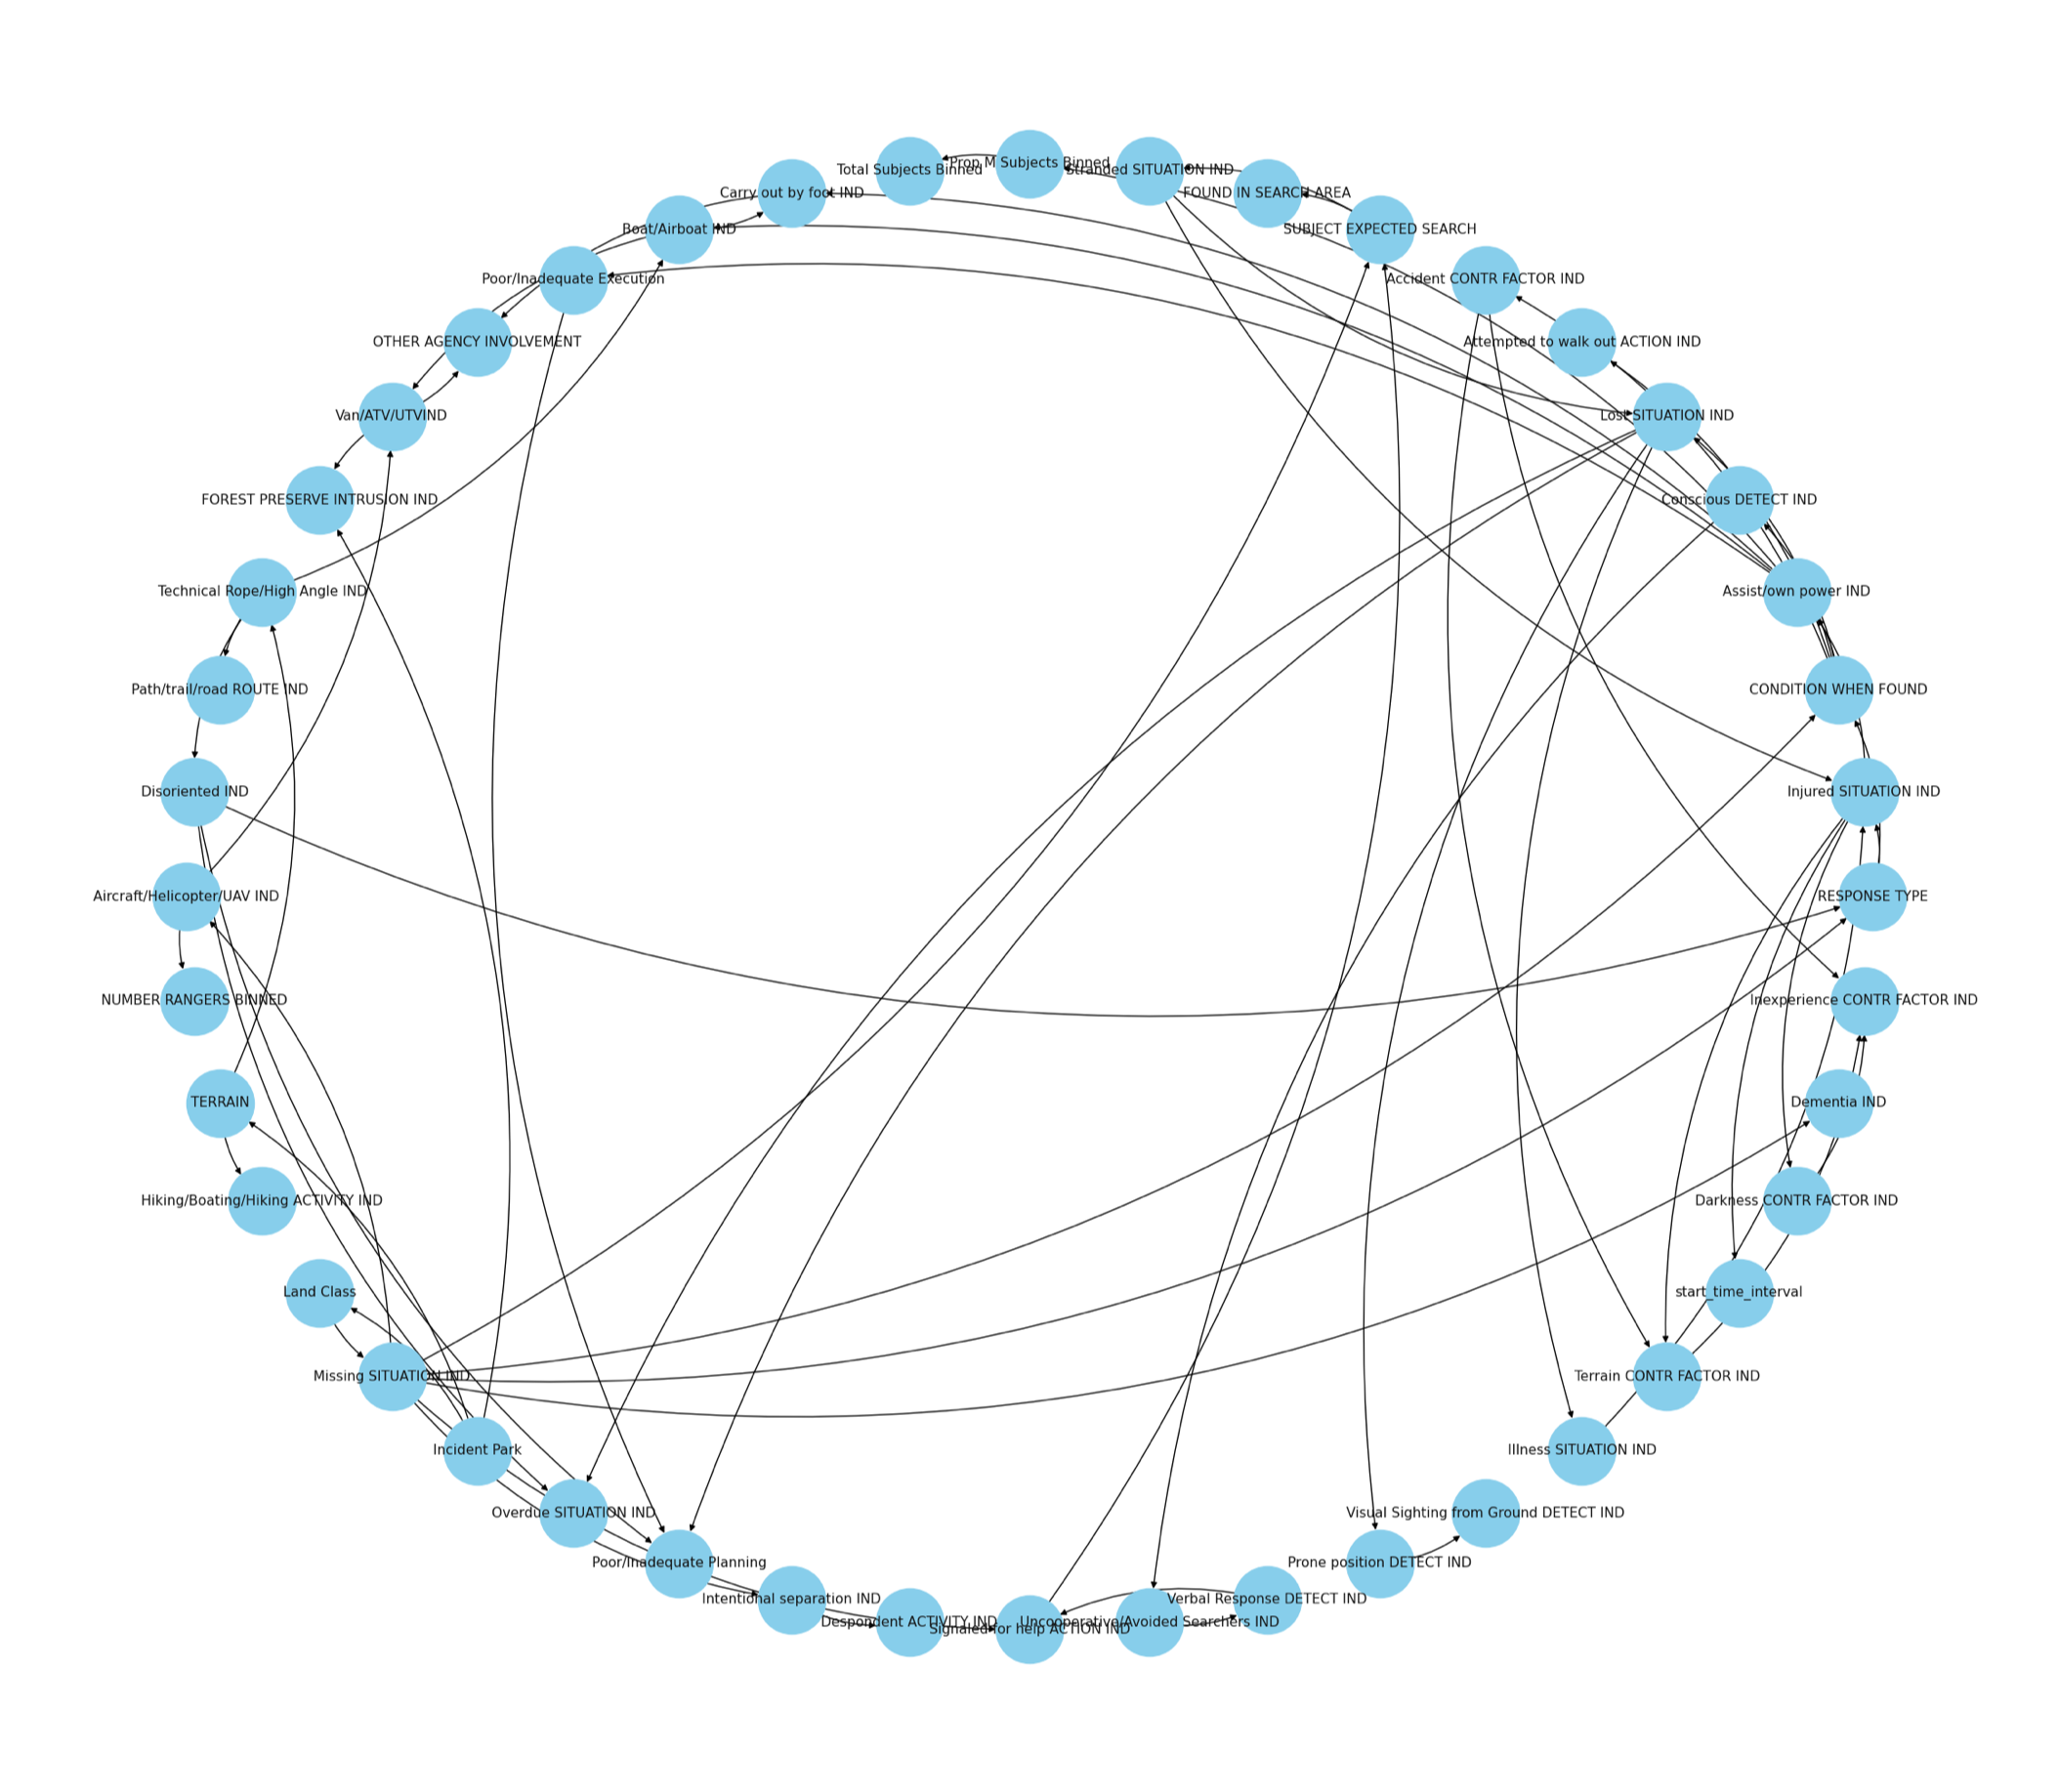 Prop M Subjects Binned
Total Subjects Binned
Stranded SITUATION IND
Carry out by foot IND
FOUND IN SEARCH AREA
Boat/Airboat IND
SUBJECT EXPECTED SEARCH
Poor/Inadequate Execution
Accident CONTR FACTOR IND
OTHER AGENCY INVOLVEMENT
Attempted to walk out ACTION IND
Van/ATV/UTVIND
Lost SITUATION IND
FOREST PRESERVE INTRUSION IND
Conscious DETECT IND
Technical Rope/High Angle IND
Assist/own power IND
Path/trail/road ROUTE IND
CONDITION WHEN FOUND
Disoriented IND
Injured SITUATION IND
Aircraft/Helicopter/UAV IND
RESPONSE TYPE
NUMBER RANGERS BINNED
Inexperience CONTR FACTOR IND
TERRAIN
Dementia IND
Hiking/Boating/Hiking ACTIVITY IND
Darkness CONTR FACTOR IND
Land Class
start_time_interval
Missing SITUATION IND
Terrain CONTR FACTOR IND
Incident Park
Illness SITUATION IND
Overdue SITUATION IND
Visual Sighting from Ground DETECT IND
Poor/Inadequate Planning
Prone position DETECT IND
Intentional separation IND
Verbal Response DETECT IND
Despondent ACTIVITY IND
Uncooperative/Avoided Searchers IND
Signaled for help ACTION IND